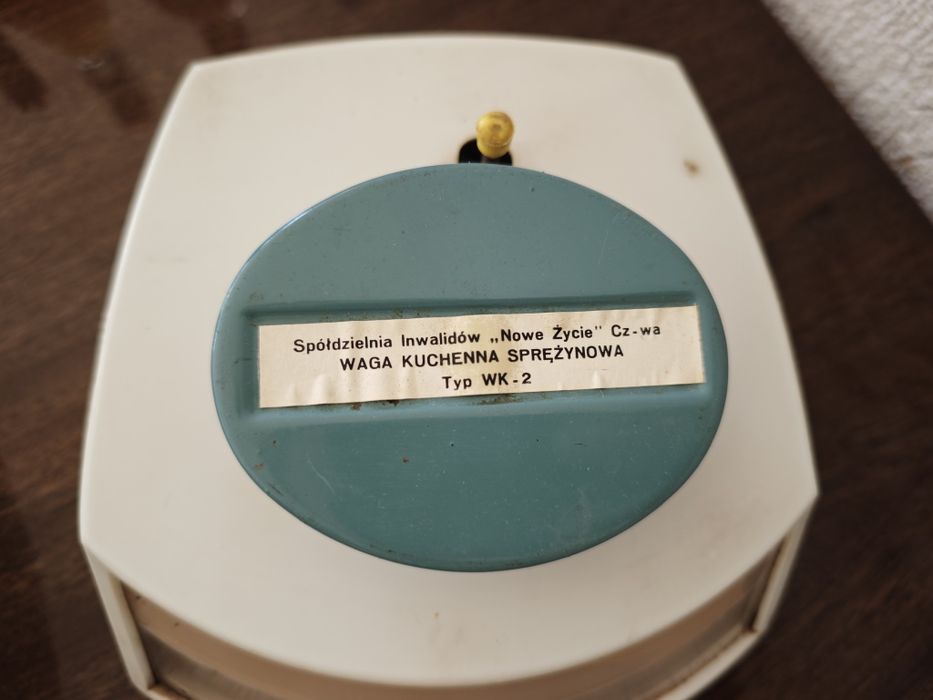 Spółdzielnia Inwalidów „Nowe Życie" Cz-wa
WAGA KUCHENNA SPRĘŻYNOWA
Typ WK-2